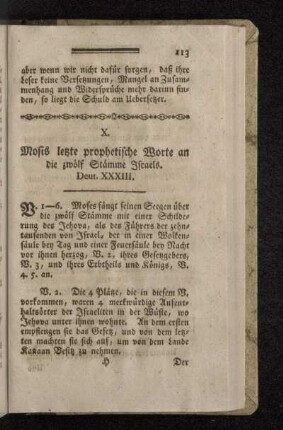 113
aber wenn wir nicht dafür sorgen, daß ihre
Leser keine Versetzungen, Mangel an Zusam-
menhang und Widersprüche mehr darinn fin-
den, so liegt die Schuld am Uebersetzer.
X.
Mosis letzte prophetische Worte an
die zwölf Stämme Israels.
Deut. XXXIII.
V. 1—6. Moses fängt seinen Seegen über
die zwölf Stämme mit einer Schilde-
rung des Jehova, als des Führers der zehn-
tausenden von Israel, der in einer Wolken-
säule bey Tag und einer Feuersäule bey Nacht
vor ihnen herzog, V. 2, ihres Gesetzgebers,
V. 3, und ihres Erbtheils und Königs, V.
4. 5. an.
V. 2. Die 4 Plätze, die in diesem V.
vorkommen, waren 4 merkwürdige Aufent-
haltsörter der Israeliten in der Wüste, wo
Jehova unter ihnen wohnte. An dem ersten
empfiengen sie das Gesetz, und von dem letz-
ten machten sie sich auf, um von dem Lande
Kanaan Besitz zu nehmen.
H Der